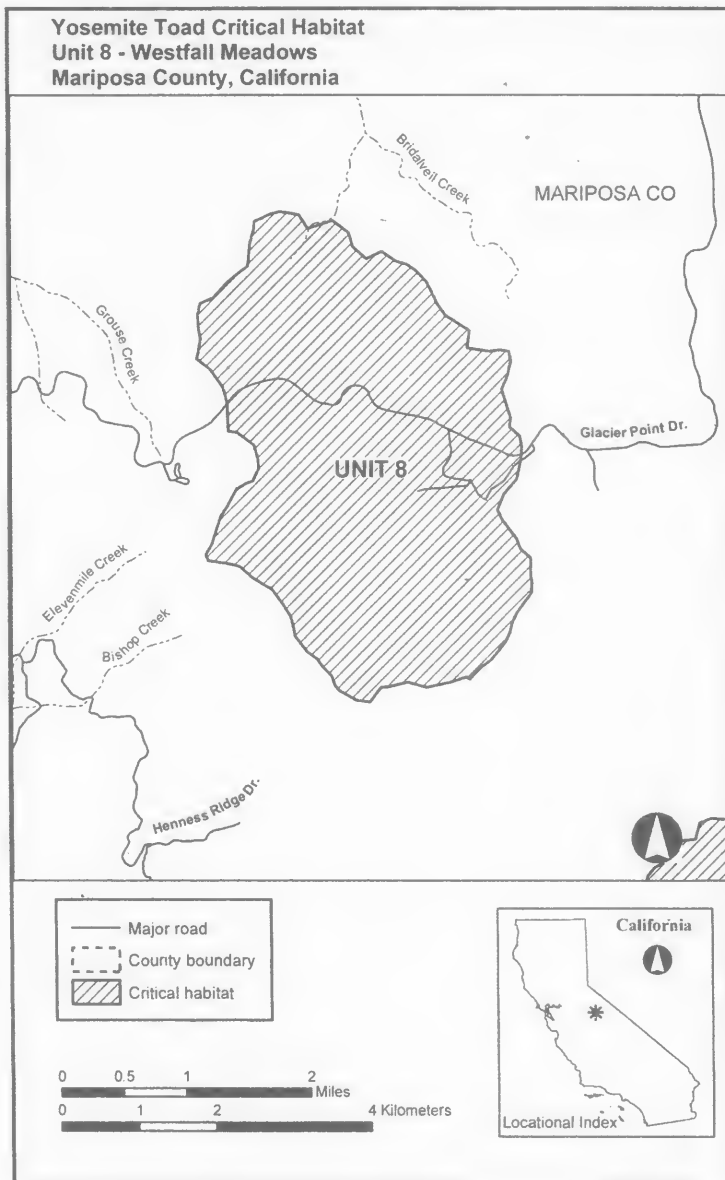 Yosemite Toad Critical Habitat
Unit 8 - Westfall Meadows
Mariposa County, California
Bridalveil Creek
MARIPOSA CO
Grouse Creek
Glacier Point Dr.
UNIT 8
Elevenmile Creek
Bishop Creek
Henness Ridge Dr.
Major road
County boundary
Critical habitat
California
0 0.5 1 2
Miles
0 1 2 4 Kilometers
Locational Index